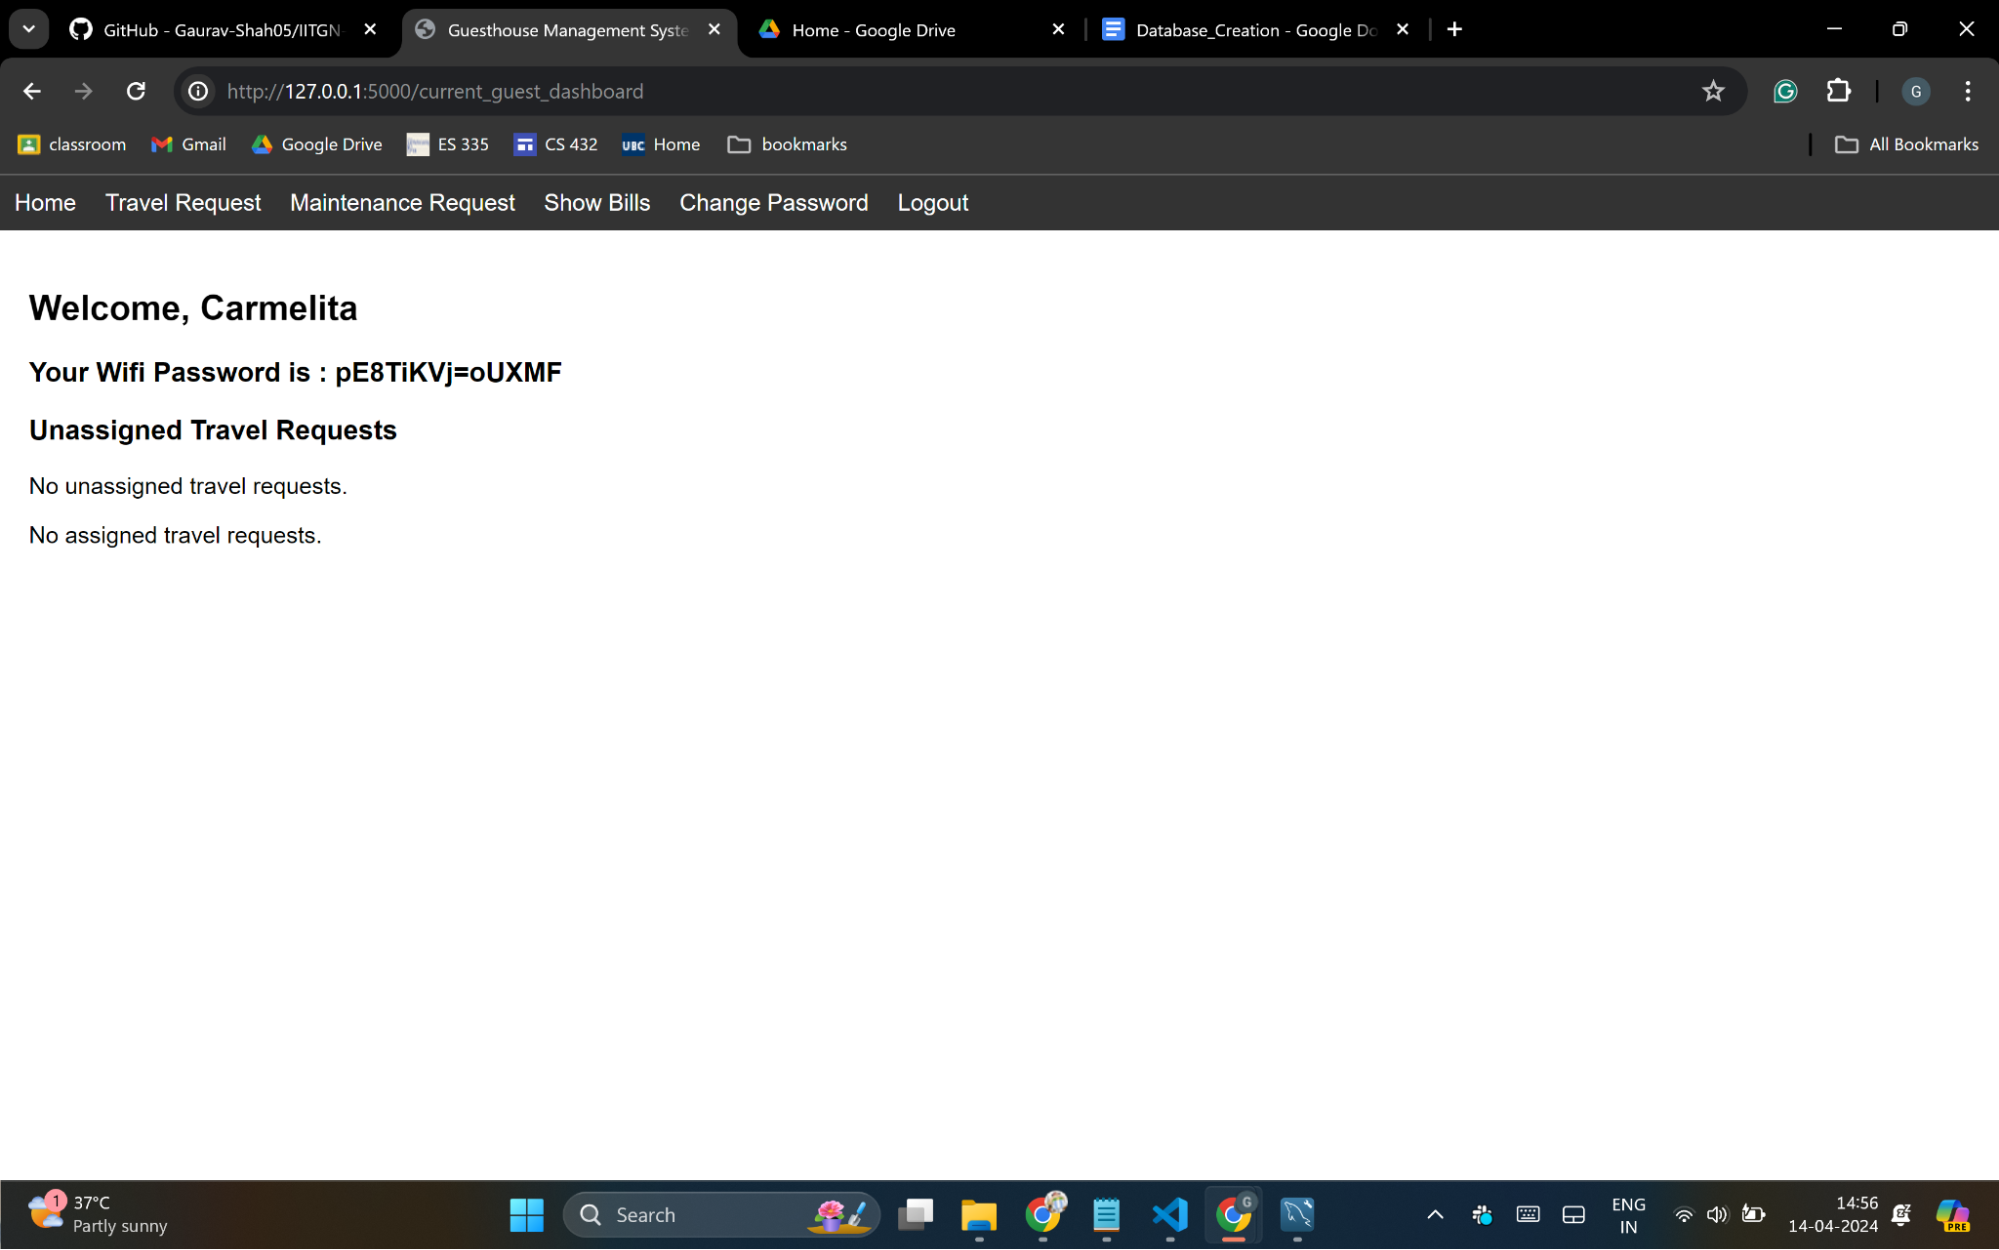 GitHub - Gaurav-Shah05/IITGN-
Guesthouse Management Syste
Home - Google Drive
Database_Creation - Google Do
http://127.0.0.1:5000/current_guest_dashboard
G
classroom
Gmail
Google Drive
ES 335
CS 432
UBC Home
bookmarks
All Bookmarks
Home Travel Request Maintenance Request Show Bills Change Password Logout
Welcome, Carmelita
Your Wifi Password is : pE8TiKVj=oUXMF
Unassigned Travel Requests
No unassigned travel requests.
No assigned travel requests.
1
37°C
Partly sunny
Search
G
ENG
IN
14:56
14-04-2024
PRE